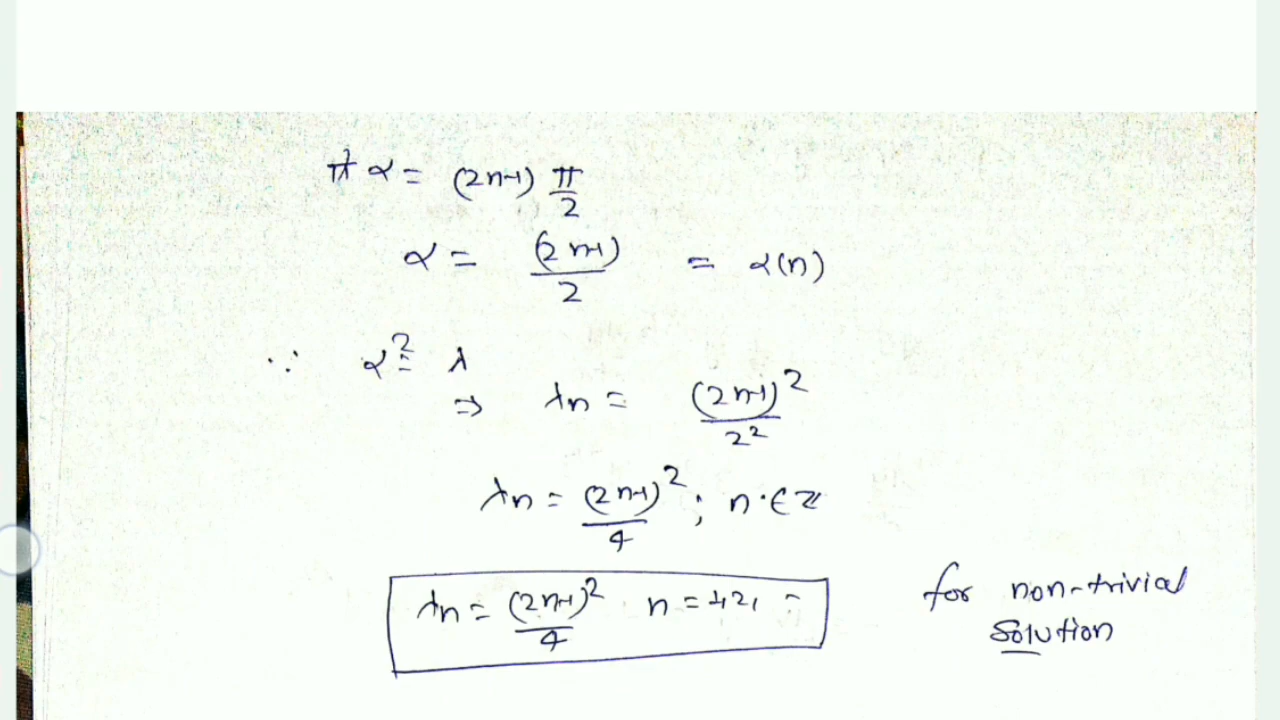 πα = (2n-1) π/2
α = (2n-1)/2 = α(n)
∵ α² = λ
⇒ λn = (2n-1)²/2²
λn = (2n-1)²/4 ; n ∈ ℤ
λn = (2n-1)²/4 n = 1, 2, -
for non-trivial
solution